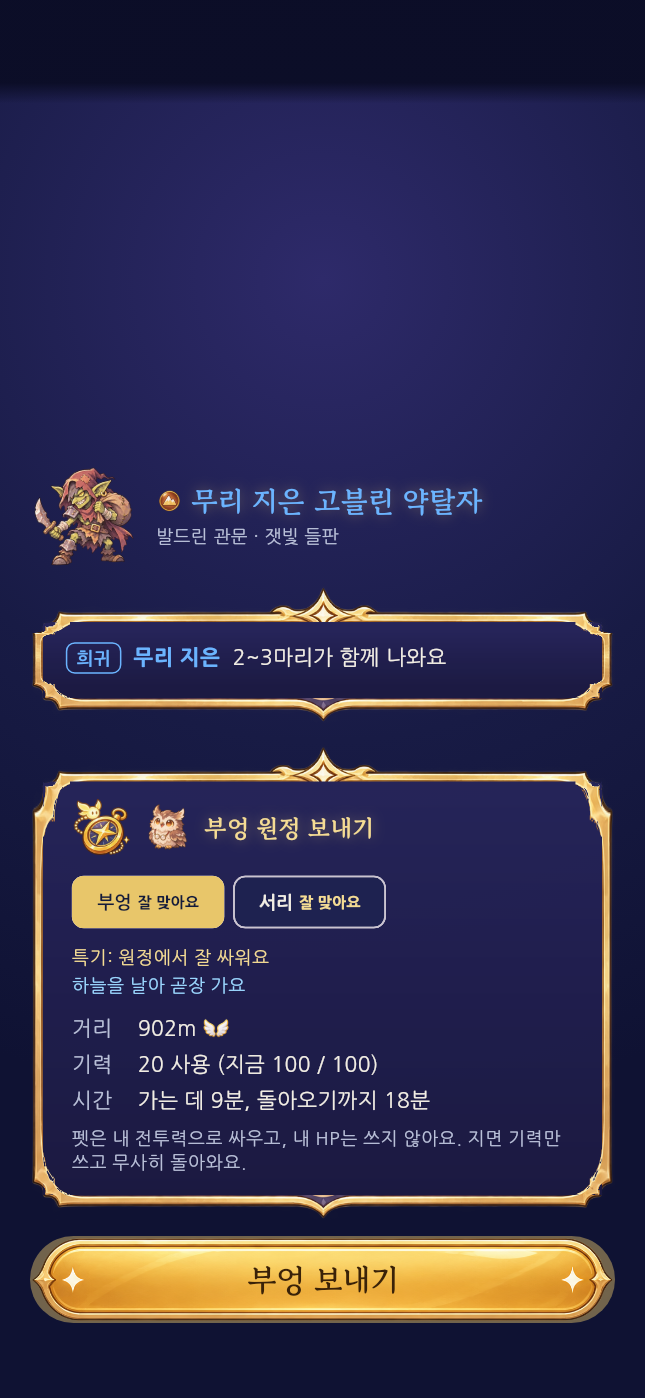 무리 지은 고블린 약탈자
발드린 관문 · 잿빛 들판
희귀 무리 지은 2~3마리가 함께 나와요
부엉 원정 보내기
부엉 잘 맞아요 서리 잘 맞아요
특기: 원정에서 잘 싸워요
하늘을 날아 곧장 가요
거리 902m
기력 20 사용 (지금 100 / 100)
시간 가는 데 9분, 돌아오기까지 18분
펫은 내 전투력으로 싸우고, 내 HP는 쓰지 않아요. 지면 기력만
쓰고 무사히 돌아와요.
부엉 보내기